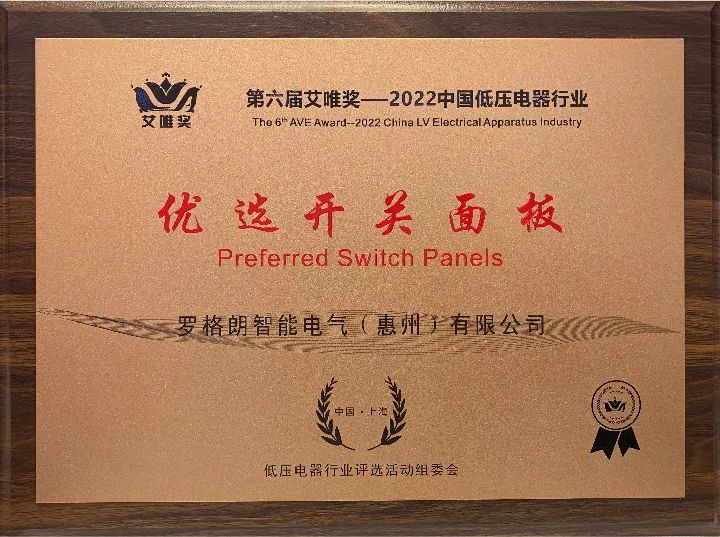 艾唯奖
第六届艾唯奖——2022中国低压电器行业
The 6th AVE Award--2022 China LV Electrical Apparatus Industry
优选开关面板
Preferred Switch Panels
罗格朗智能电气（惠州）有限公司
中国·上海
低压电器行业评选活动组委会